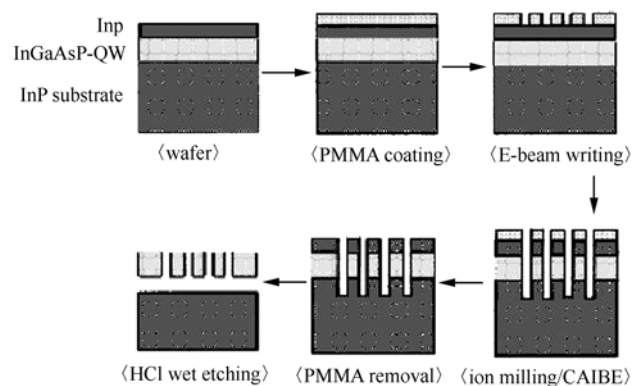 Inp
InGaAsP-QW
InP substrate
〈wafer〉
〈PMMA coating〉
〈E-beam writing〉
〈HCl wet etching〉
〈PMMA removal〉
〈ion milling/CAIBE〉